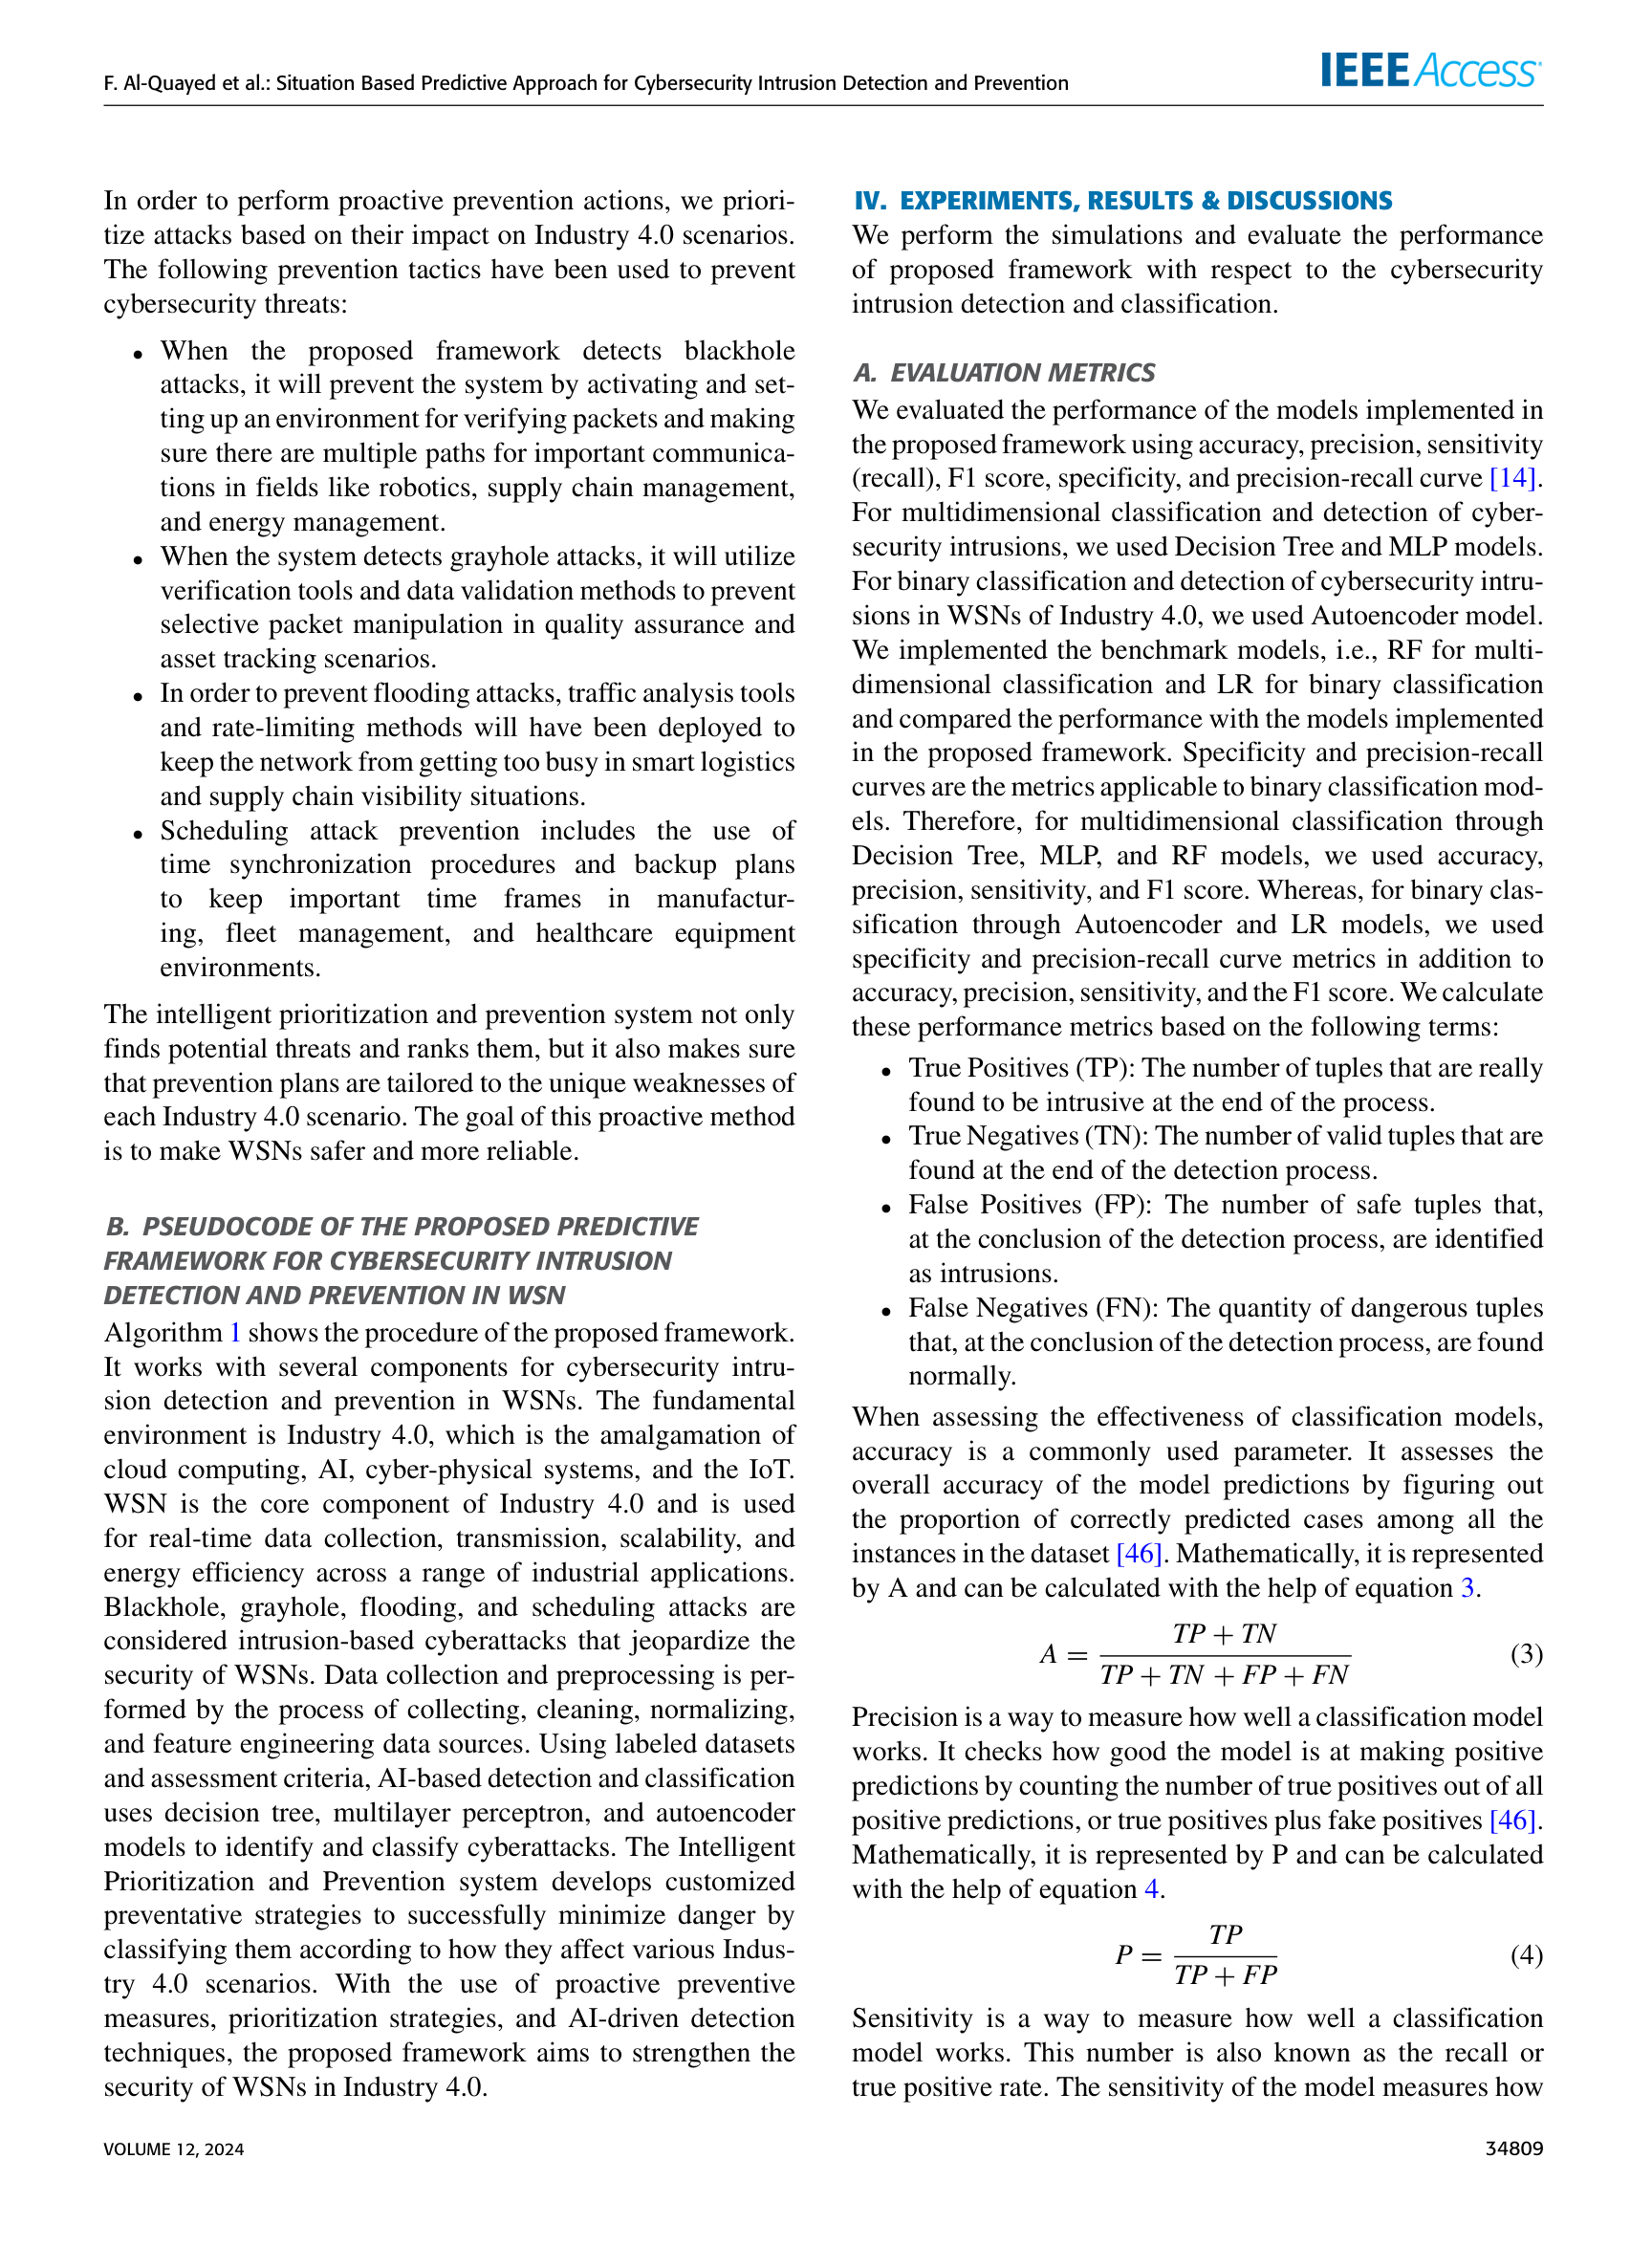 F. Al-Quayed et al.: Situation Based Predictive Approach for Cybersecurity Intrusion Detection and Prevention
IEEE Access
In order to perform proactive prevention actions, we priori-
tize attacks based on their impact on Industry 4.0 scenarios.
The following prevention tactics have been used to prevent
cybersecurity threats:
• When the proposed framework detects blackhole
attacks, it will prevent the system by activating and set-
ting up an environment for verifying packets and making
sure there are multiple paths for important communica-
tions in fields like robotics, supply chain management,
and energy management.
• When the system detects grayhole attacks, it will utilize
verification tools and data validation methods to prevent
selective packet manipulation in quality assurance and
asset tracking scenarios.
• In order to prevent flooding attacks, traffic analysis tools
and rate-limiting methods will have been deployed to
keep the network from getting too busy in smart logistics
and supply chain visibility situations.
• Scheduling attack prevention includes the use of
time synchronization procedures and backup plans
to keep important time frames in manufactur-
ing, fleet management, and healthcare equipment
environments.
The intelligent prioritization and prevention system not only
finds potential threats and ranks them, but it also makes sure
that prevention plans are tailored to the unique weaknesses of
each Industry 4.0 scenario. The goal of this proactive method
is to make WSNs safer and more reliable.
B. PSEUDOCODE OF THE PROPOSED PREDICTIVE
FRAMEWORK FOR CYBERSECURITY INTRUSION
DETECTION AND PREVENTION IN WSN
Algorithm 1 shows the procedure of the proposed framework.
It works with several components for cybersecurity intru-
sion detection and prevention in WSNs. The fundamental
environment is Industry 4.0, which is the amalgamation of
cloud computing, AI, cyber-physical systems, and the IoT.
WSN is the core component of Industry 4.0 and is used
for real-time data collection, transmission, scalability, and
energy efficiency across a range of industrial applications.
Blackhole, grayhole, flooding, and scheduling attacks are
considered intrusion-based cyberattacks that jeopardize the
security of WSNs. Data collection and preprocessing is per-
formed by the process of collecting, cleaning, normalizing,
and feature engineering data sources. Using labeled datasets
and assessment criteria, AI-based detection and classification
uses decision tree, multilayer perceptron, and autoencoder
models to identify and classify cyberattacks. The Intelligent
Prioritization and Prevention system develops customized
preventative strategies to successfully minimize danger by
classifying them according to how they affect various Indus-
try 4.0 scenarios. With the use of proactive preventive
measures, prioritization strategies, and AI-driven detection
techniques, the proposed framework aims to strengthen the
security of WSNs in Industry 4.0.
IV. EXPERIMENTS, RESULTS & DISCUSSIONS
We perform the simulations and evaluate the performance
of proposed framework with respect to the cybersecurity
intrusion detection and classification.
A. EVALUATION METRICS
We evaluated the performance of the models implemented in
the proposed framework using accuracy, precision, sensitivity
(recall), F1 score, specificity, and precision-recall curve [14].
For multidimensional classification and detection of cyber-
security intrusions, we used Decision Tree and MLP models.
For binary classification and detection of cybersecurity intru-
sions in WSNs of Industry 4.0, we used Autoencoder model.
We implemented the benchmark models, i.e., RF for multi-
dimensional classification and LR for binary classification
and compared the performance with the models implemented
in the proposed framework. Specificity and precision-recall
curves are the metrics applicable to binary classification mod-
els. Therefore, for multidimensional classification through
Decision Tree, MLP, and RF models, we used accuracy,
precision, sensitivity, and F1 score. Whereas, for binary clas-
sification through Autoencoder and LR models, we used
specificity and precision-recall curve metrics in addition to
accuracy, precision, sensitivity, and the F1 score. We calculate
these performance metrics based on the following terms:
• True Positives (TP): The number of tuples that are really
found to be intrusive at the end of the process.
• True Negatives (TN): The number of valid tuples that are
found at the end of the detection process.
• False Positives (FP): The number of safe tuples that,
at the conclusion of the detection process, are identified
as intrusions.
• False Negatives (FN): The quantity of dangerous tuples
that, at the conclusion of the detection process, are found
normally.
When assessing the effectiveness of classification models,
accuracy is a commonly used parameter. It assesses the
overall accuracy of the model predictions by figuring out
the proportion of correctly predicted cases among all the
instances in the dataset [46]. Mathematically, it is represented
by A and can be calculated with the help of equation 3.
TP + TN
A = (3)
TP + TN + FP + FN
Precision is a way to measure how well a classification model
works. It checks how good the model is at making positive
predictions by counting the number of true positives out of all
positive predictions, or true positives plus fake positives [46].
Mathematically, it is represented by P and can be calculated
with the help of equation 4.
TP
P = (4)
TP + FP
Sensitivity is a way to measure how well a classification
model works. This number is also known as the recall or
true positive rate. The sensitivity of the model measures how
VOLUME 12, 2024
34809